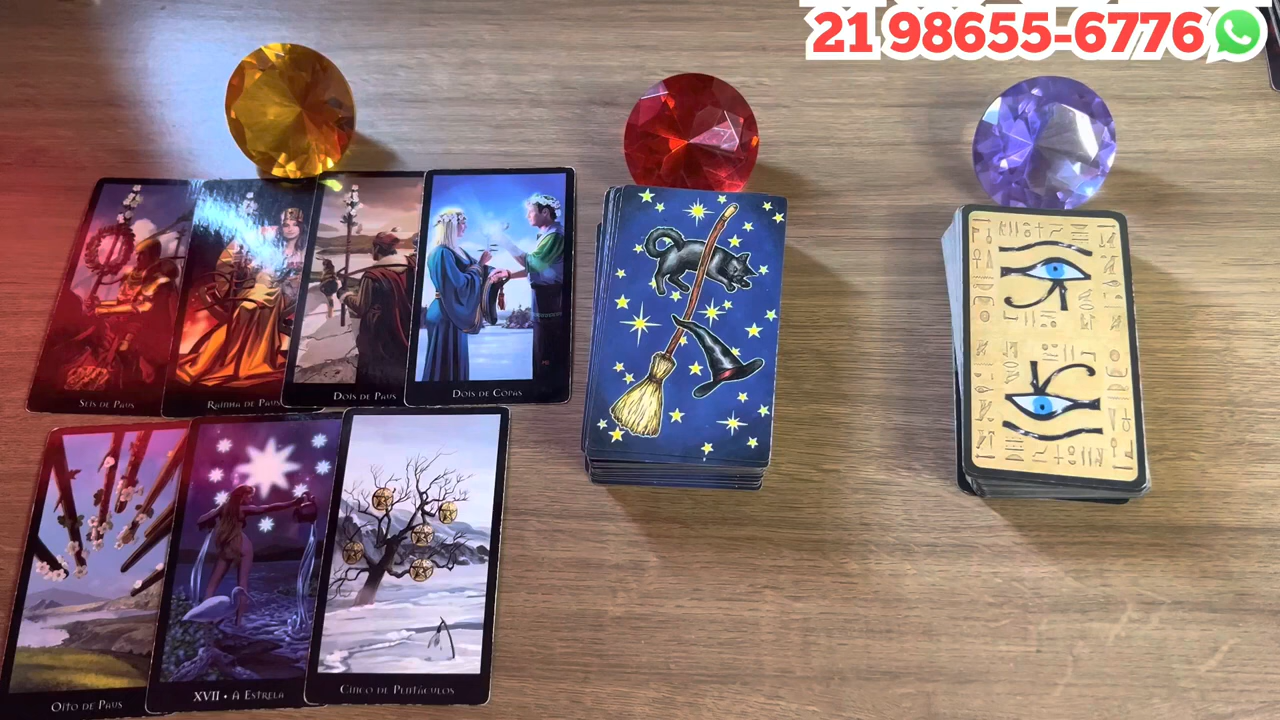 21 98655-6776
SEIS DE PAUS
RAINHA DE PAUS
DOIS DE PAUS
DOIS DE COPAS
OITO DE PAUS
XVII • A ESTRELA
CINCO DE PENTÁCULOS